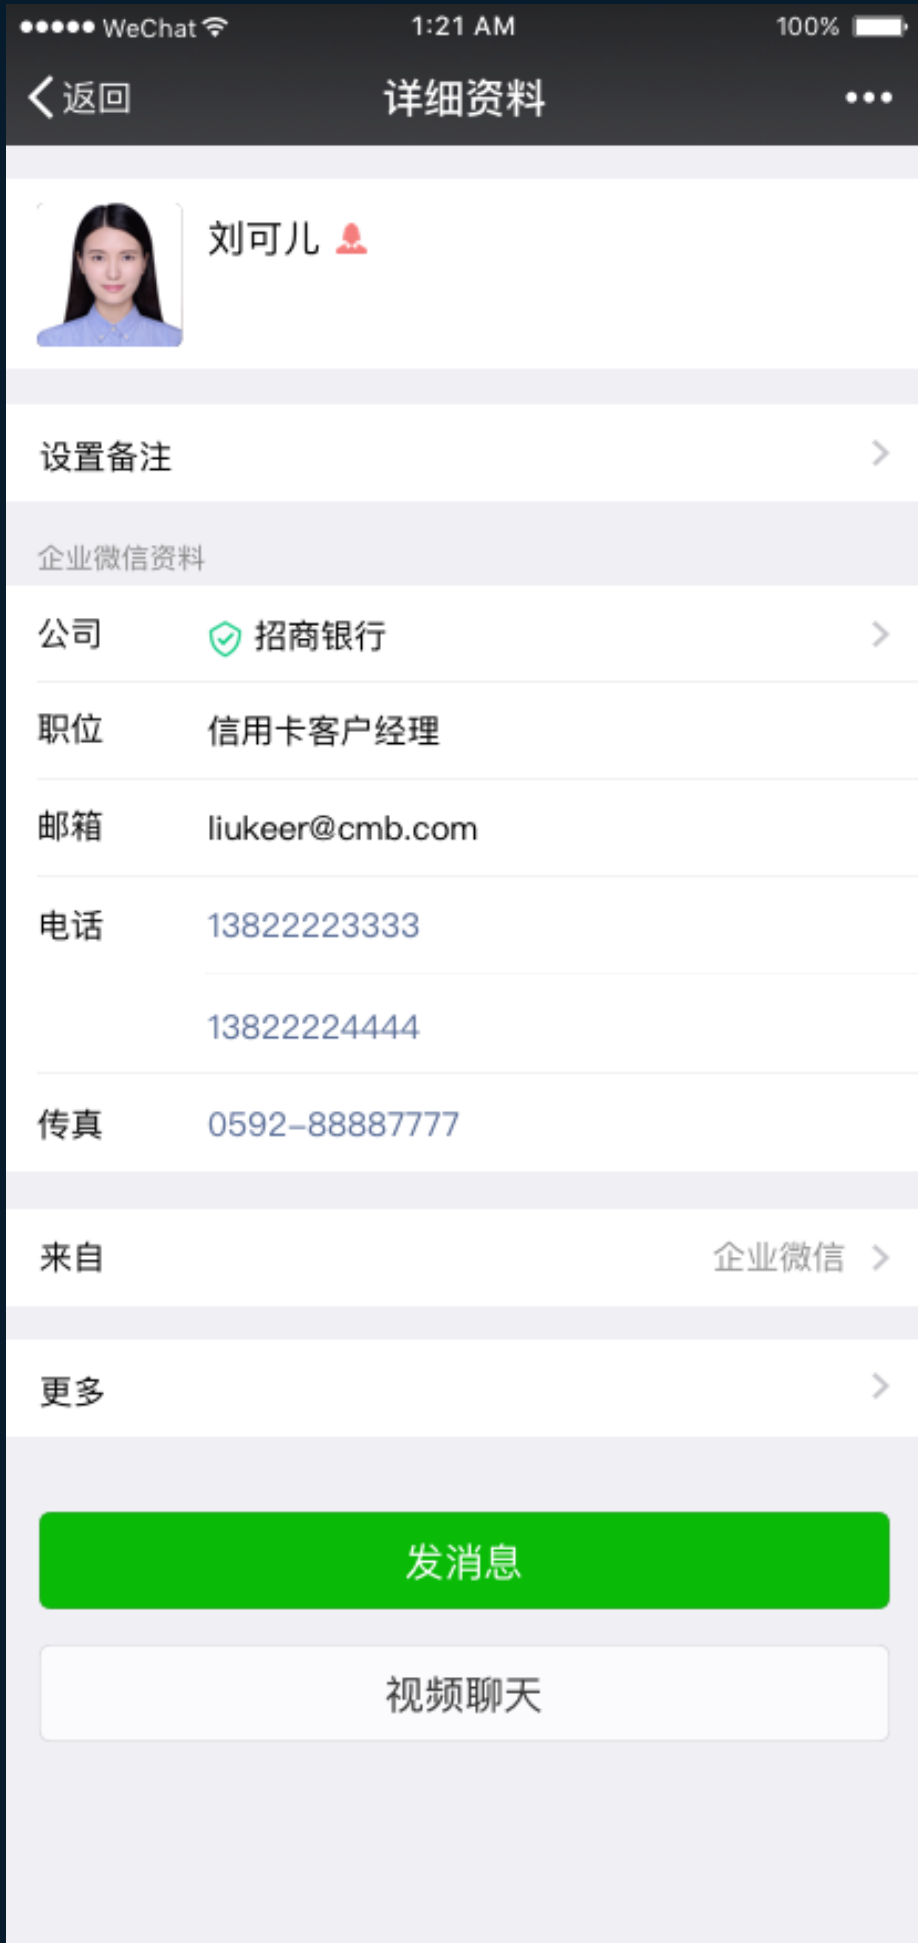 WeChat 1:21 AM 100%
返回 详细资料
刘可儿
设置备注
企业微信资料
公司 招商银行
职位 信用卡客户经理
邮箱 liukeer@cmb.com
电话 13822223333
13822224444
传真 0592-88887777
来自 企业微信
更多
发消息
视频聊天